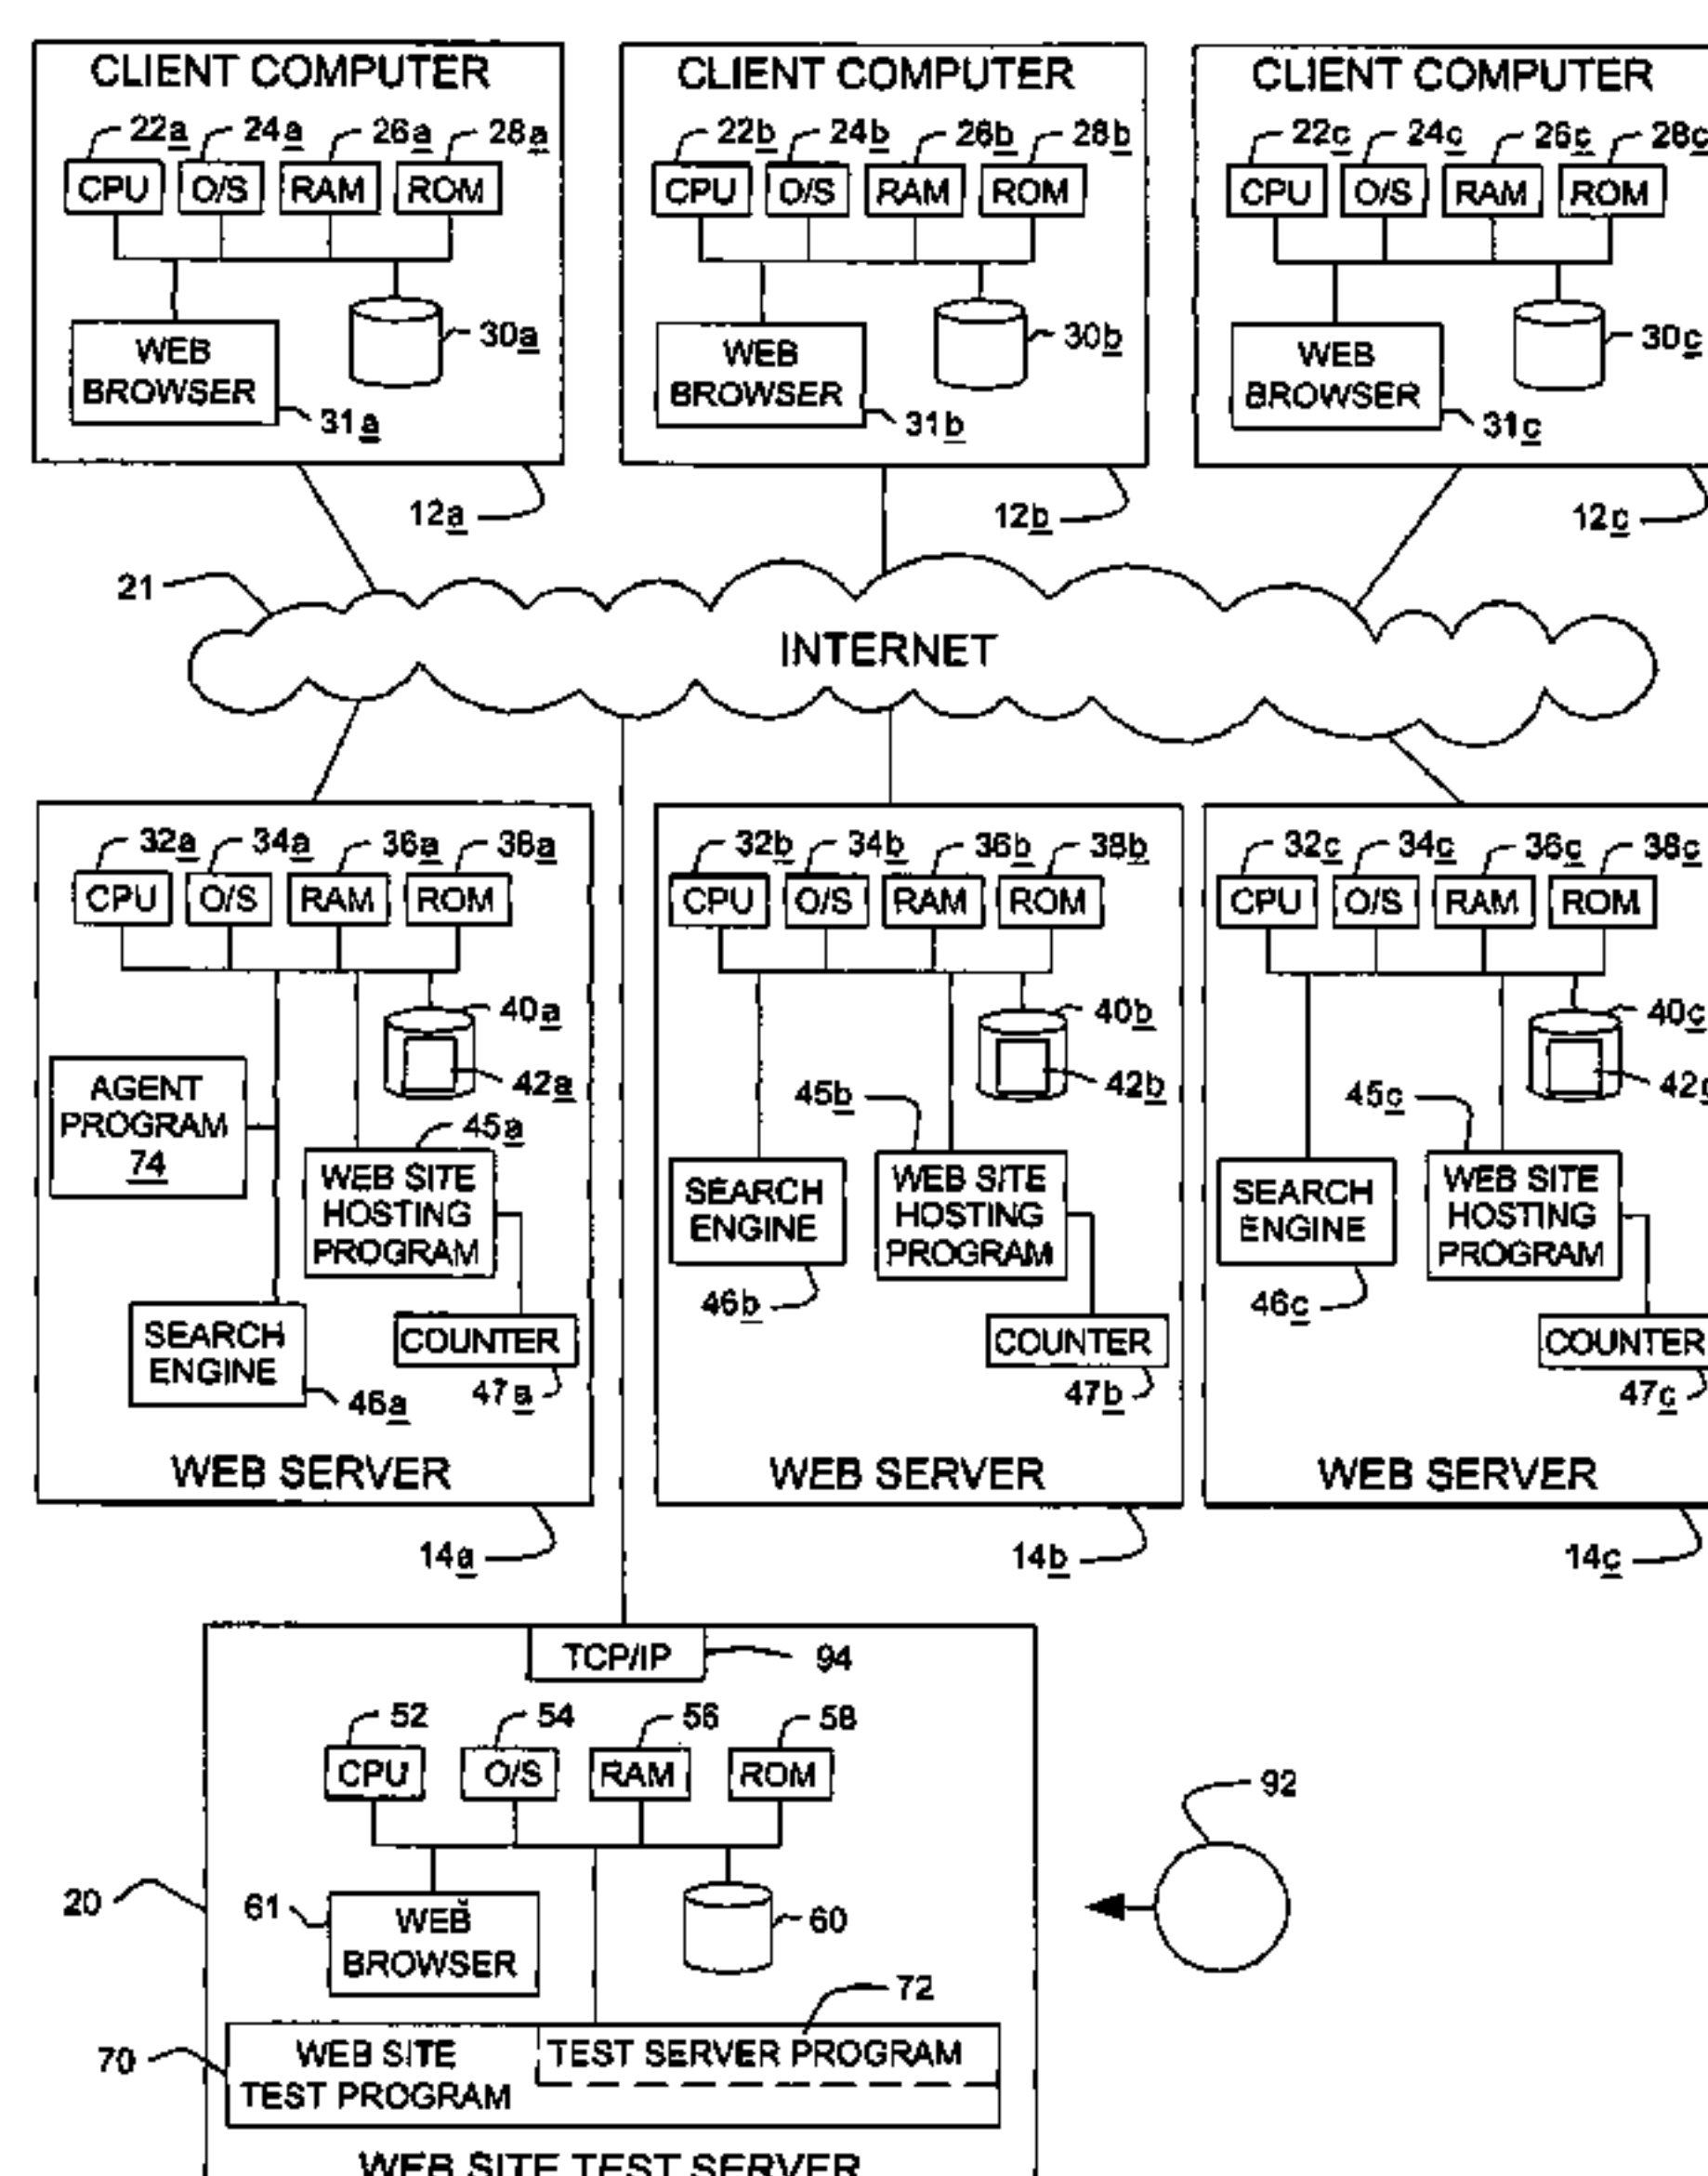 CLIENT COMPUTER
22a 24a 26a 28a
CPU O/S RAM ROM
WEB
BROWSER
30a
31a
12a
CLIENT COMPUTER
22b 24b 26b 28b
CPU O/S RAM ROM
WEB
BROWSER
30b
31b
12b
CLIENT COMPUTER
22c 24c 26c 28c
CPU O/S RAM ROM
WEB
BROWSER
30c
31c
12c
21
INTERNET
32a 34a 36a 38a
CPU O/S RAM ROM
40a
42a
AGENT
PROGRAM
74
45a
WEB SITE
HOSTING
PROGRAM
SEARCH
ENGINE
46a
COUNTER
47a
WEB SERVER
14a
32b 34b 36b 38b
CPU O/S RAM ROM
40b
42b
45b
SEARCH
ENGINE
46b
WEB SITE
HOSTING
PROGRAM
COUNTER
47b
WEB SERVER
14b
32c 34c 36c 38c
CPU O/S RAM ROM
40c
42c
45c
SEARCH
ENGINE
46c
WEB SITE
HOSTING
PROGRAM
COUNTER
47c
WEB SERVER
14c
TCP/IP
94
52 54 56 58
CPU O/S RAM ROM
92
20
61
WEB
BROWSER
60
72
70
WEB SITE
TEST PROGRAM
TEST SERVER PROGRAM
WEB SITE TEST SERVER